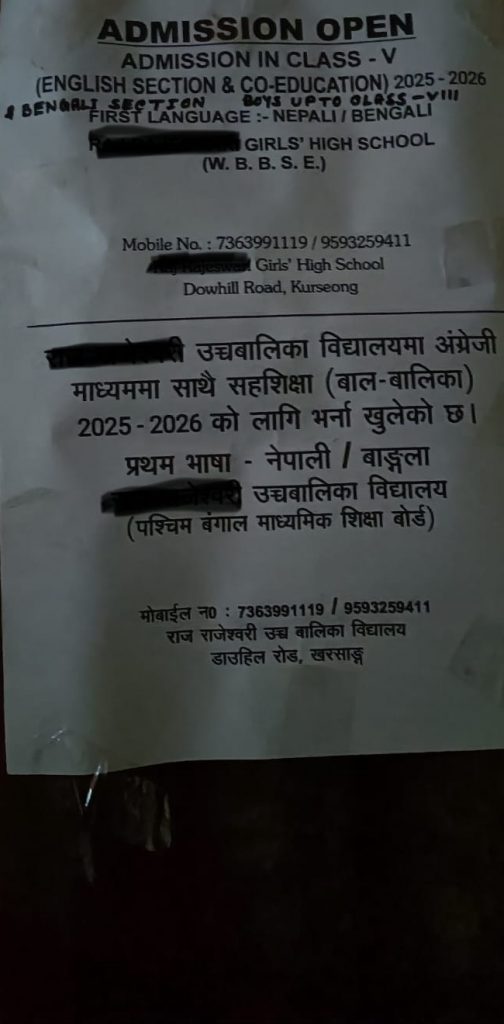 ADMISSION OPEN
ADMISSION IN CLASS - V
(ENGLISH SECTION & CO-EDUCATION) 2025-2026
& BENGALI SECTION BOYS UPTO CLASS-VIII
FIRST LANGUAGE :- NEPALI / BENGALI
GIRLS' HIGH SCHOOL
(W. B. B. S. E.)
Mobile No. : 7363991119 / 9593259411
Girls' High School
Dowhill Road, Kurseong
उच्चबालिका विद्यालयमा अंग्रेजी
माध्यममा साथै सहशिक्षा (बाल-बालिका)
2025-2026 को लागि भर्ना खुलेको छ।
प्रथम भाषा - नेपाली / बाङ्गला
उच्चबालिका विद्यालय
(पश्चिम बंगाल माध्यमिक शिक्षा बोर्ड)
मोबाईल न0 : 7363991119 / 9593259411
राज राजेश्वरी उच्च बालिका विद्यालय
डाउहिल रोड, खरसाङ्ग